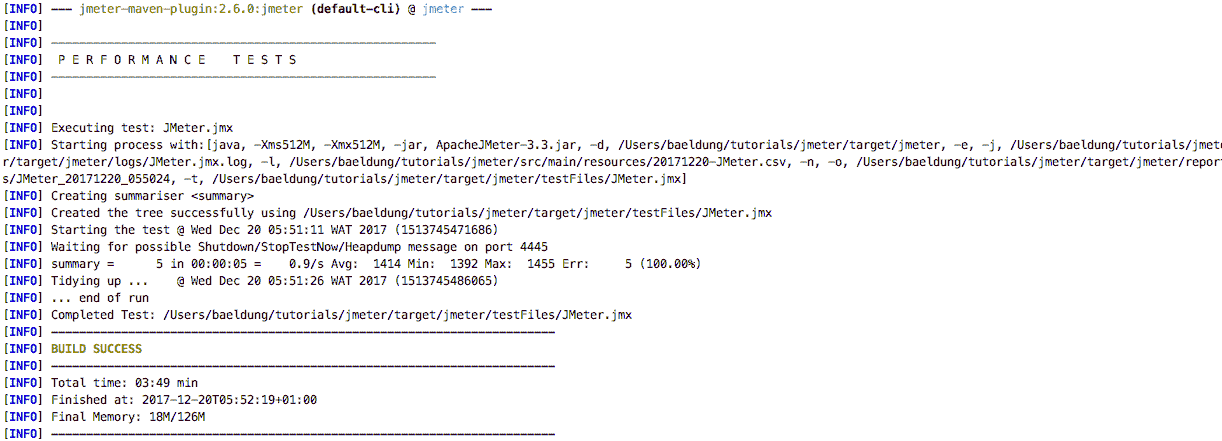 [INFO] --- jmeter-maven-plugin:2.6.0:jmeter (default-cli) @ jmeter ---
[INFO]
[INFO] -------------------------------------------------------
[INFO]  P E R F O R M A N C E    T E S T S
[INFO] -------------------------------------------------------
[INFO]
[INFO]
[INFO] Executing test: JMeter.jmx
[INFO] Starting process with:[java, -Xms512M, -Xmx512M, -jar, ApacheJMeter-3.3.jar, -d, /Users/baeldung/tutorials/jmeter/target/jmeter, -e, -j, /Users/baeldung/tutorials/jmete
r/target/jmeter/logs/JMeter.jmx.log, -l, /Users/baeldung/tutorials/jmeter/src/main/resources/20171220-JMeter.csv, -n, -o, /Users/baeldung/tutorials/jmeter/target/jmeter/report
s/JMeter_20171220_055024, -t, /Users/baeldung/tutorials/jmeter/target/jmeter/testFiles/JMeter.jmx]
[INFO] Creating summariser <summary>
[INFO] Created the tree successfully using /Users/baeldung/tutorials/jmeter/target/jmeter/testFiles/JMeter.jmx
[INFO] Starting the test @ Wed Dec 20 05:51:11 WAT 2017 (1513745471686)
[INFO] Waiting for possible Shutdown/StopTestNow/Heapdump message on port 4445
[INFO] summary =      5 in 00:00:05 =    0.9/s Avg:  1414 Min:  1392 Max:  1455 Err:     5 (100.00%)
[INFO] Tidying up ...    @ Wed Dec 20 05:51:26 WAT 2017 (1513745486065)
[INFO] ... end of run
[INFO] Completed Test: /Users/baeldung/tutorials/jmeter/target/jmeter/testFiles/JMeter.jmx
[INFO] ------------------------------------------------------------------------
[INFO] BUILD SUCCESS
[INFO] ------------------------------------------------------------------------
[INFO] Total time: 03:49 min
[INFO] Finished at: 2017-12-20T05:52:19+01:00
[INFO] Final Memory: 18M/126M
[INFO] ------------------------------------------------------------------------